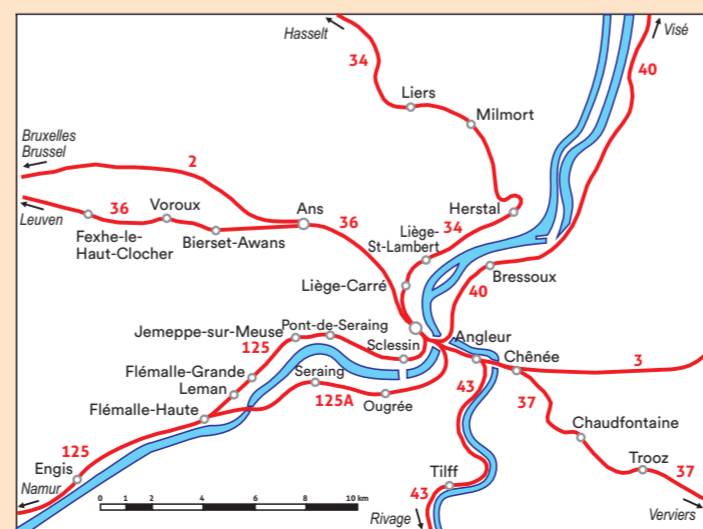 Hasselt
Visé
34
40
Liers
Milmort
Bruxelles
Brussel
2
Leuven
36
Voroux
Ans
36
Herstal
Fexhe-le-
Haut-Clocher
Bierset-Awans
Liège-
St-Lambert
34
Liège-Carré
Bressoux
40
Jemeppe-sur-Meuse
Pont-de-Seraing
Angleur
125
Sclessin
Chênée
3
Flémalle-Grande
Leman
Seraing
43
37
Flémalle-Haute
125A
Ougrée
Chaudfontaine
125
Engis
Tilff
Trooz
37
Namur
43
0 1 2 4 6 8 10 km
Rivage
Verviers